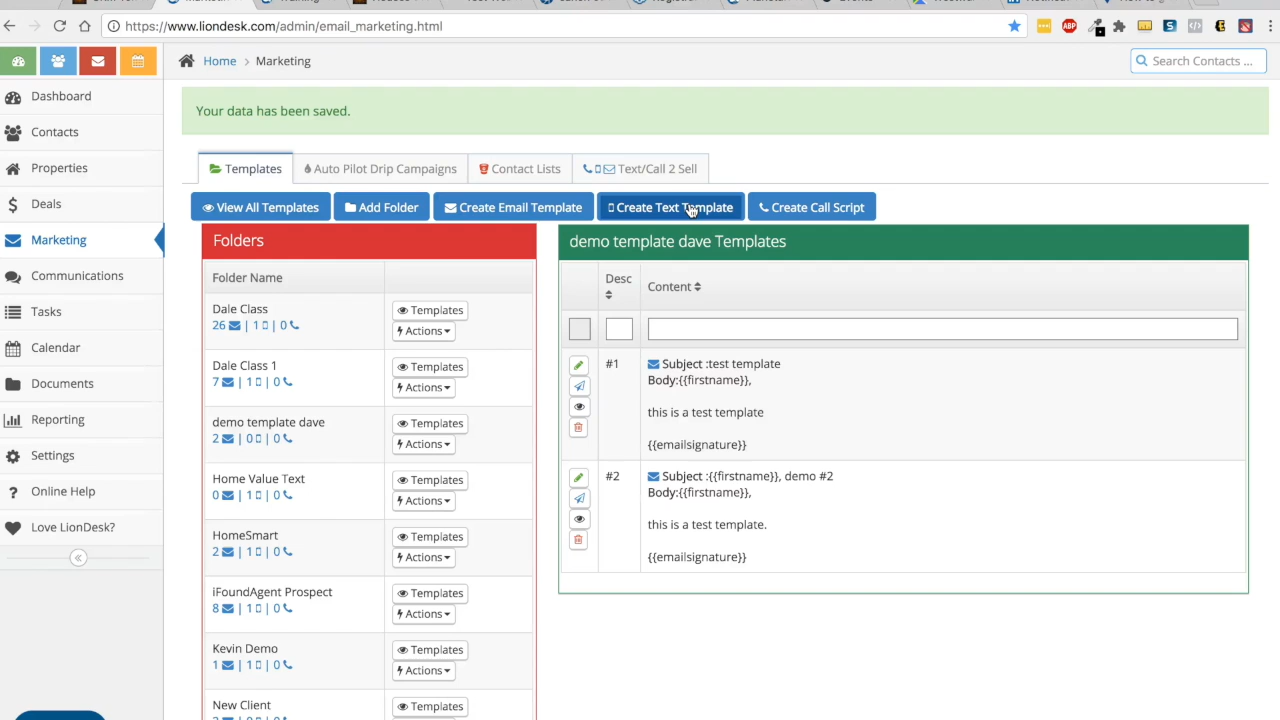 https://www.liondesk.com/admin/email_marketing.html
ABP
Home > Marketing
Search Contacts ...
Dashboard
Contacts
Properties
Deals
Marketing
Communications
Tasks
Calendar
Documents
Reporting
Settings
Online Help
Love LionDesk?
Your data has been saved.
Templates
Auto Pilot Drip Campaigns
Contact Lists
Text/Call 2 Sell
View All Templates
Add Folder
Create Email Template
Create Text Template
Create Call Script
Folders
Folder Name
Dale Class
26 | 1 | 0
Templates
Actions
Dale Class 1
7 | 1 | 0
Templates
Actions
demo template dave
2 | 0 | 0
Templates
Actions
Home Value Text
0 | 1 | 0
Templates
Actions
HomeSmart
2 | 1 | 0
Templates
Actions
iFoundAgent Prospect
8 | 1 | 0
Templates
Actions
Kevin Demo
1 | 1 | 0
Templates
Actions
New Client
Templates
demo template dave Templates
Desc
Content
#1
Subject :test template
Body:{{firstname}},
this is a test template
{{emailsignature}}
#2
Subject :{{firstname}}, demo #2
Body:{{firstname}},
this is a test template.
{{emailsignature}}